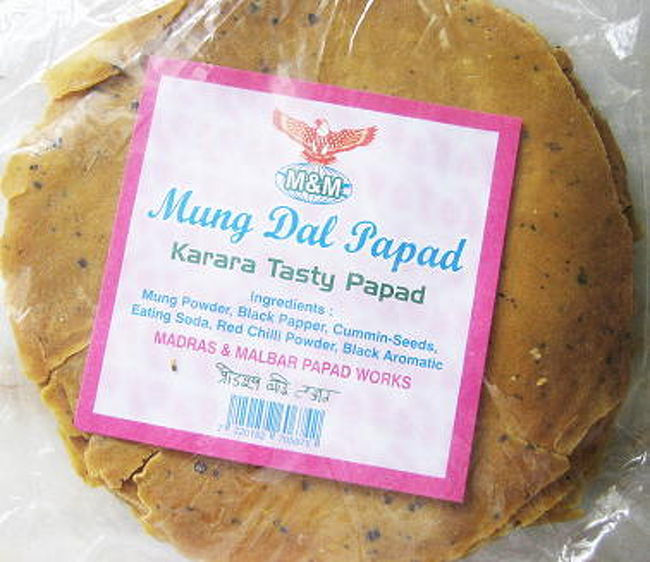 M&M
Mung Dal Papad
Karara Tasty Papad
Ingredients :
Mung Powder, Black Papper, Cummin-Seeds,
Eating Soda, Red Chilli Powder, Black Aromatic
MADRAS & MALBAR PAPAD WORKS